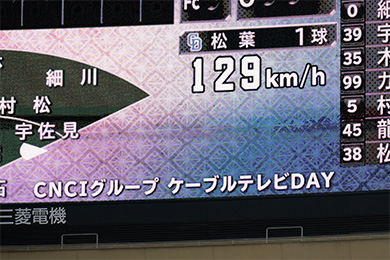 FC
0 細
松葉 1球
39 宇
129km/h
35 木
細川
99 カ
村松
5 村
宇佐見
45 龍
38 松
石 CNCIグループ ケーブルテレビDAY
三菱電機